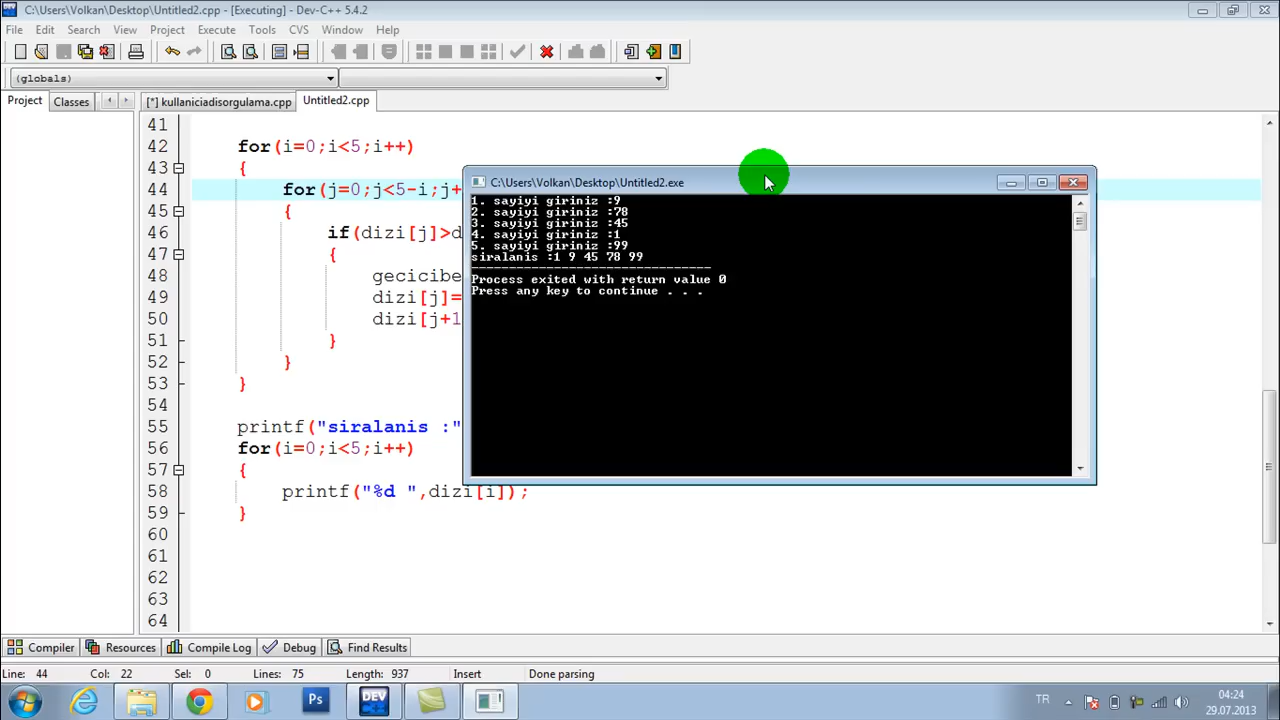 C:\Users\Volkan\Desktop\Untitled2.cpp - [Executing] - Dev-C++ 5.4.2
File Edit Search View Project Execute Tools CVS Window Help
(globals)
Project Classes [*] kullaniciadisorgulama.cpp Untitled2.cpp
41
42 for(i=0;i<5;i++)
43 {
44 for(j=0;j<5-i;j+
45 {
46 if(dizi[j]>d
47 {
48 gecicibe
49 dizi[j]=
50 dizi[j+1
51 }
52 }
53 }
54
55 printf("siralanis :"
56 for(i=0;i<5;i++)
57 {
58 printf("%d ",dizi[i]);
59 }
60
61
62
63
64
C:\Users\Volkan\Desktop\Untitled2.exe
1. sayiyi giriniz :9
2. sayiyi giriniz :78
3. sayiyi giriniz :45
4. sayiyi giriniz :1
5. sayiyi giriniz :99
siralanis :1 9 45 78 99
--------------------------------
Process exited with return value 0
Press any key to continue . . .
Compiler Resources Compile Log Debug Find Results
Line: 44 Col: 22 Sel: 0 Lines: 75 Length: 937 Insert Done parsing
Ps DEV TR 04:24
29.07.2013